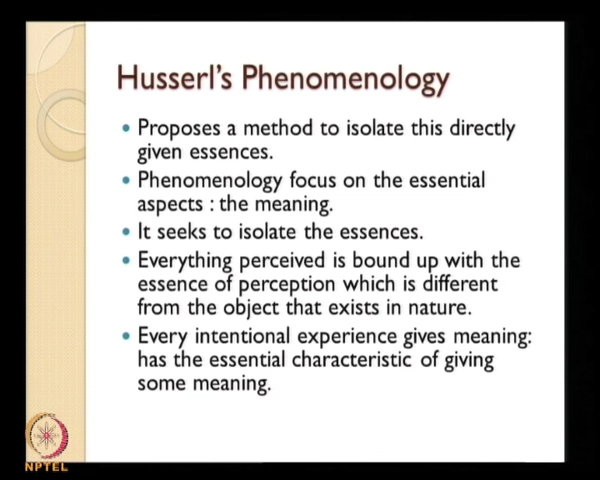 Husserl's Phenomenology
• Proposes a method to isolate this directly
given essences.
• Phenomenology focus on the essential
aspects : the meaning.
• It seeks to isolate the essences.
• Everything perceived is bound up with the
essence of perception which is different
from the object that exists in nature.
• Every intentional experience gives meaning:
has the essential characteristic of giving
some meaning.
NPTEL